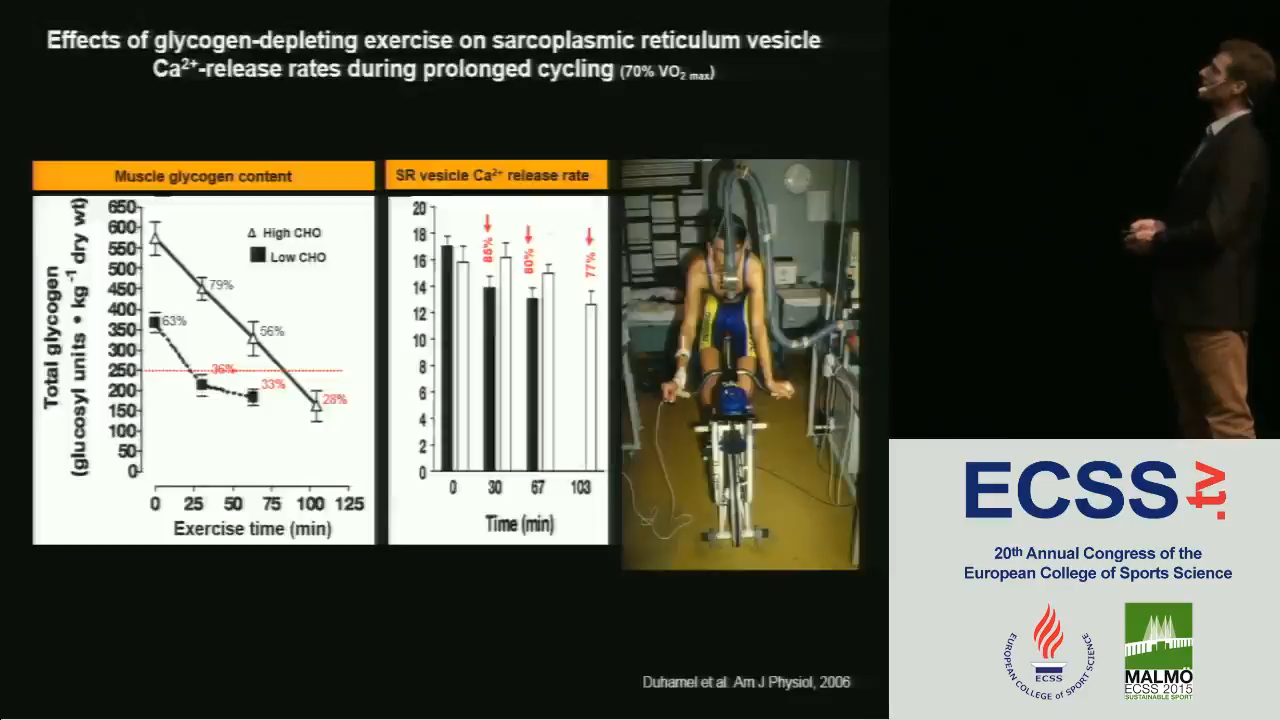 Effects of glycogen-depleting exercise on sarcoplasmic reticulum vesicle
Ca²⁺-release rates during prolonged cycling (70% VO₂ max)
Muscle glycogen content
Total glycogen
(glucosyl units • kg⁻¹ dry wt)
650
600
550
500
450
400
350
300
250
200
150
100
50
0
High CHO
Low CHO
79%
63%
56%
36%
33%
28%
0 25 50 75 100 125
Exercise time (min)
SR vesicle Ca²⁺ release rate
20
18
16
14
12
10
8
6
4
2
0
85%
80%
77%
0 30 67 103
Time (min)
Duhamel et al. Am J Physiol, 2006
ECSS.tv
20th Annual Congress of the
European College of Sports Science
EUROPEAN COLLEGE OF SPORT SCIENCE
ECSS
MALMÖ
ECSS 2015
SUSTAINABLE SPORT